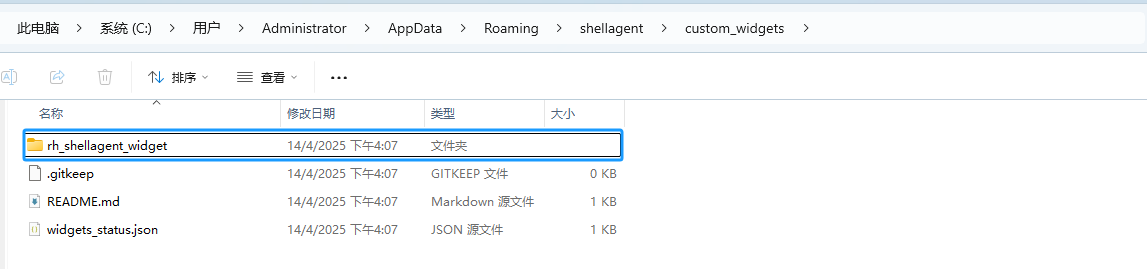 此电脑 > 系统 (C:) > 用户 > Administrator > AppData > Roaming > shellagent > custom_widgets >
排序 查看 ...
名称 修改日期 类型 大小
rh_shellagent_widget 14/4/2025 下午4:07 文件夹
.gitkeep 14/4/2025 下午4:07 GITKEEP 文件 0 KB
README.md 14/4/2025 下午4:07 Markdown 源文件 1 KB
widgets_status.json 14/4/2025 下午4:07 JSON 源文件 1 KB